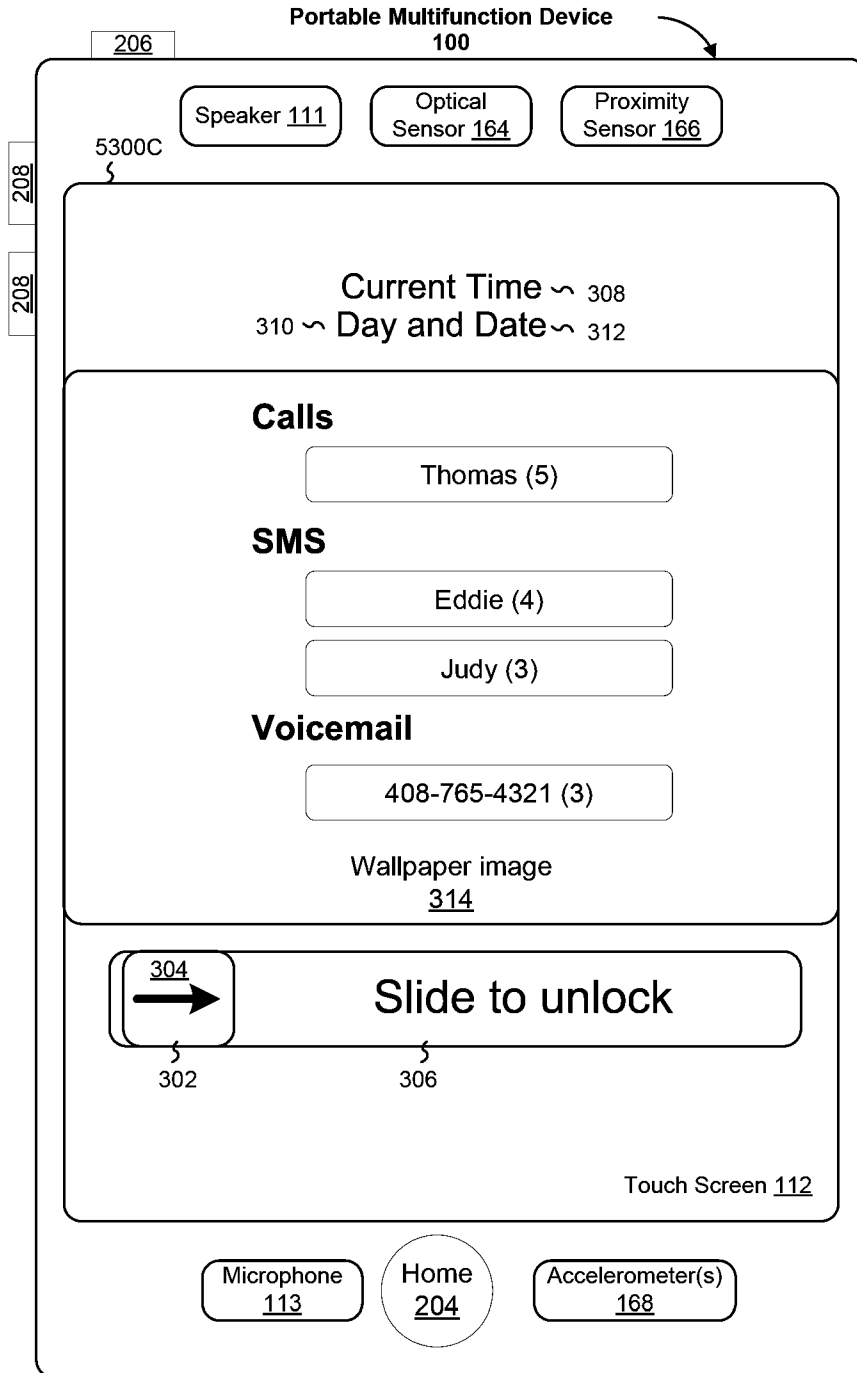 Portable Multifunction Device
100
206
Speaker 111
Optical
Sensor 164
Proximity
Sensor 166
5300C
208
208
Current Time 308
310 Day and Date 312
Calls
Thomas (5)
SMS
Eddie (4)
Judy (3)
Voicemail
408-765-4321 (3)
Wallpaper image
314
304
Slide to unlock
302
306
Touch Screen 112
Microphone
113
Home
204
Accelerometer(s)
168